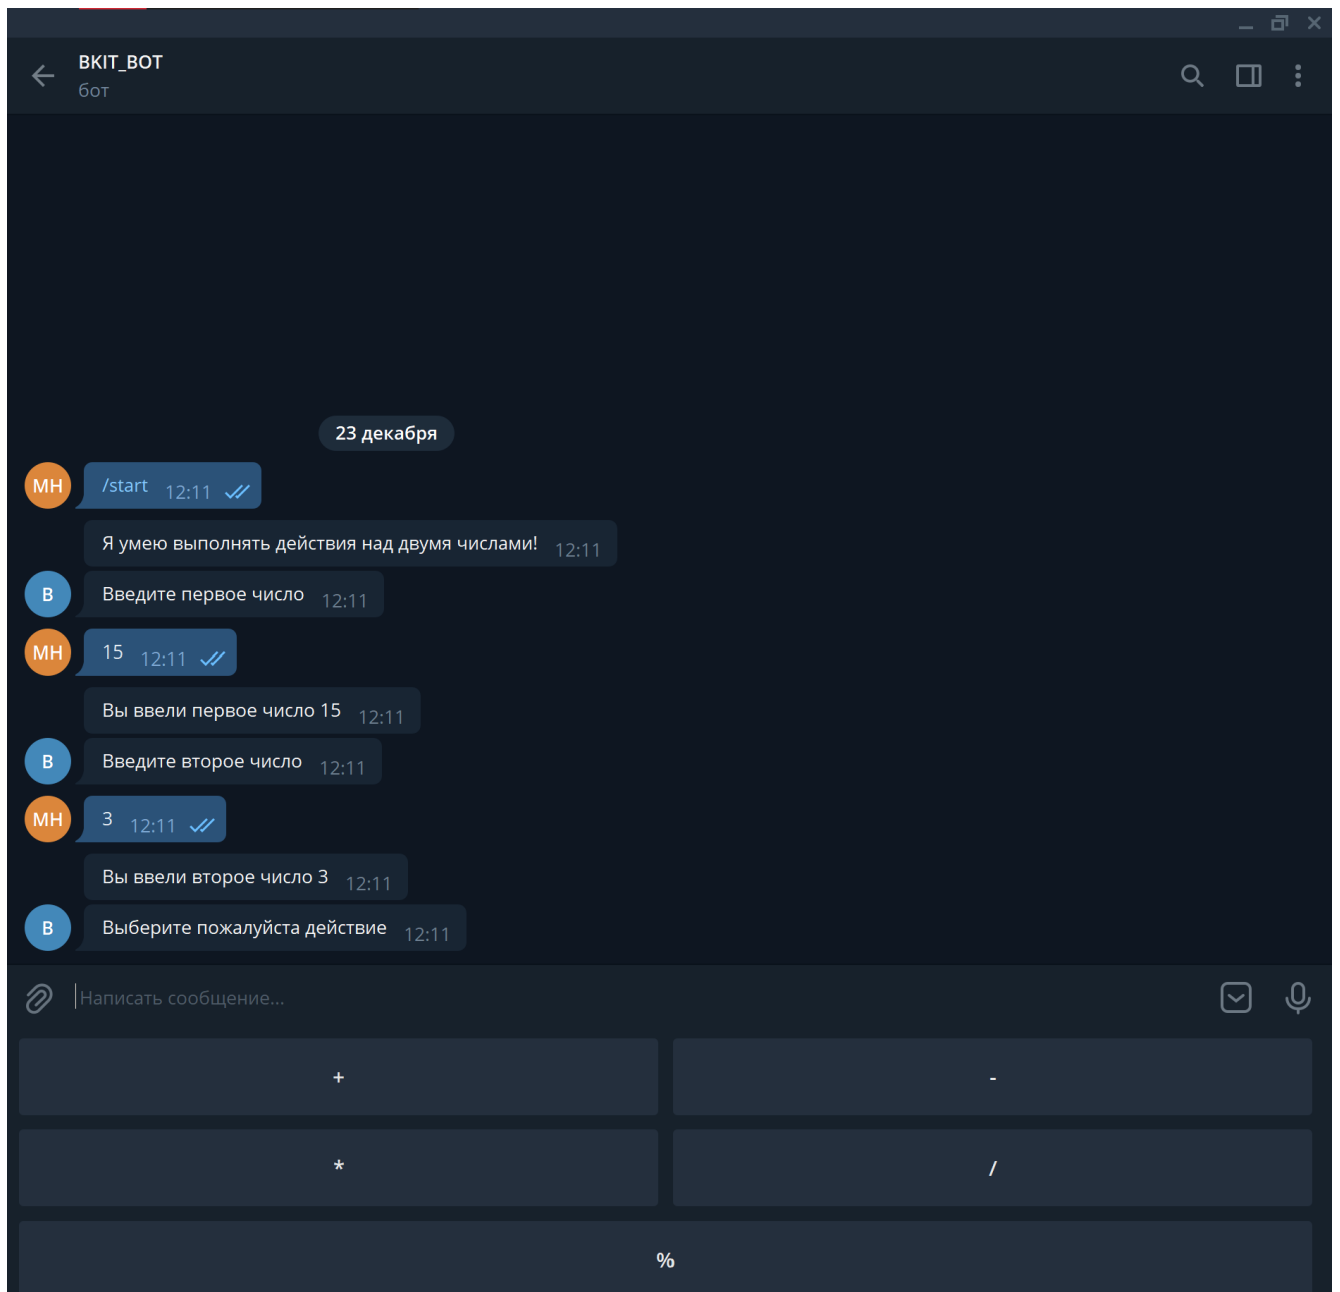 BKIT_BOT
бот
23 декабря
МН /start 12:11
Я умею выполнять действия над двумя числами! 12:11
B Введите первое число 12:11
МН 15 12:11
Вы ввели первое число 15 12:11
B Введите второе число 12:11
МН 3 12:11
Вы ввели второе число 3 12:11
B Выберите пожалуйста действие 12:11
Написать сообщение...
+ -
* /
%